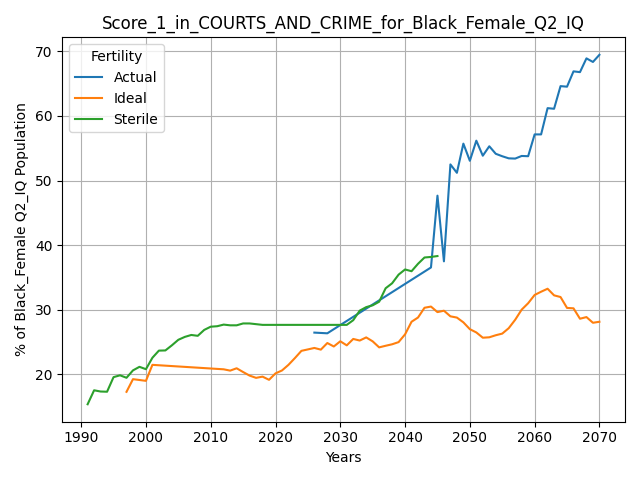 Score_1_in_COURTS_AND_CRIME_for_Black_Female_Q2_IQ
% of Black_Female Q2_IQ Population
70
60
50
40
30
20
Fertility
Actual
Ideal
Sterile
1990 2000 2010 2020 2030 2040 2050 2060 2070
Years